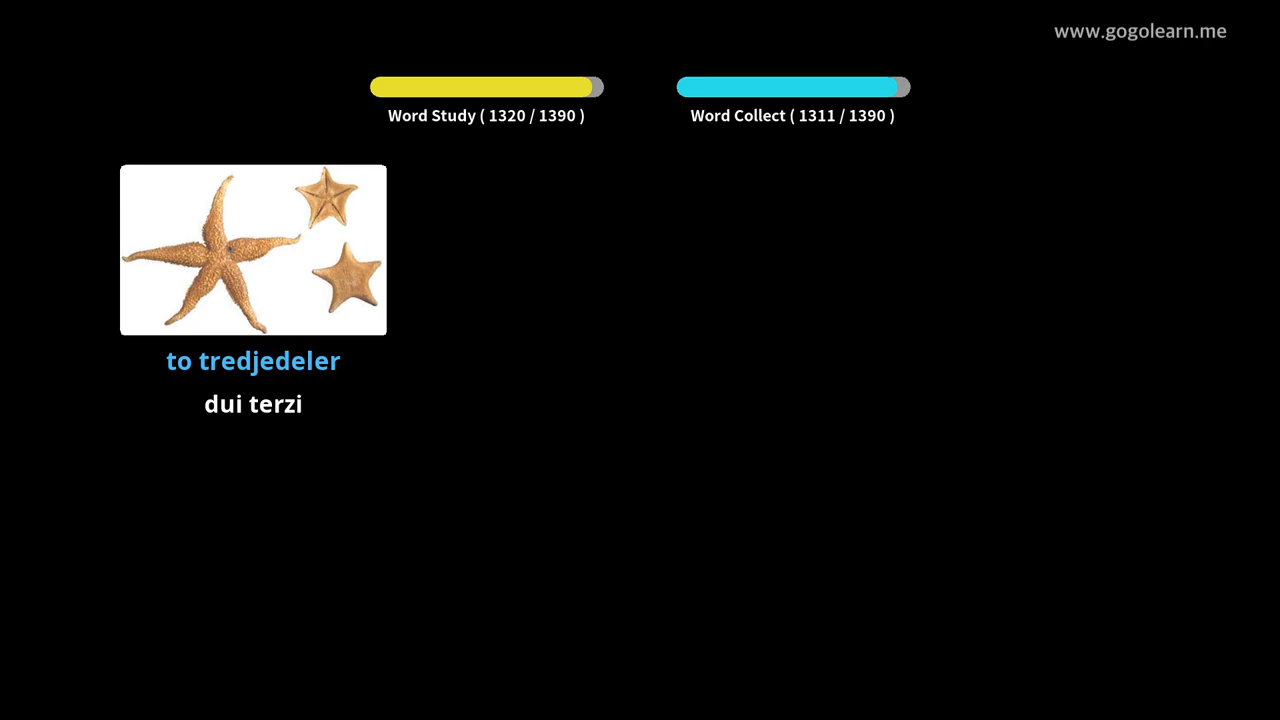 www.gogolearn.me
Word Study ( 1320 / 1390 )
Word Collect ( 1311 / 1390 )
to tredjedeler
dui terzi